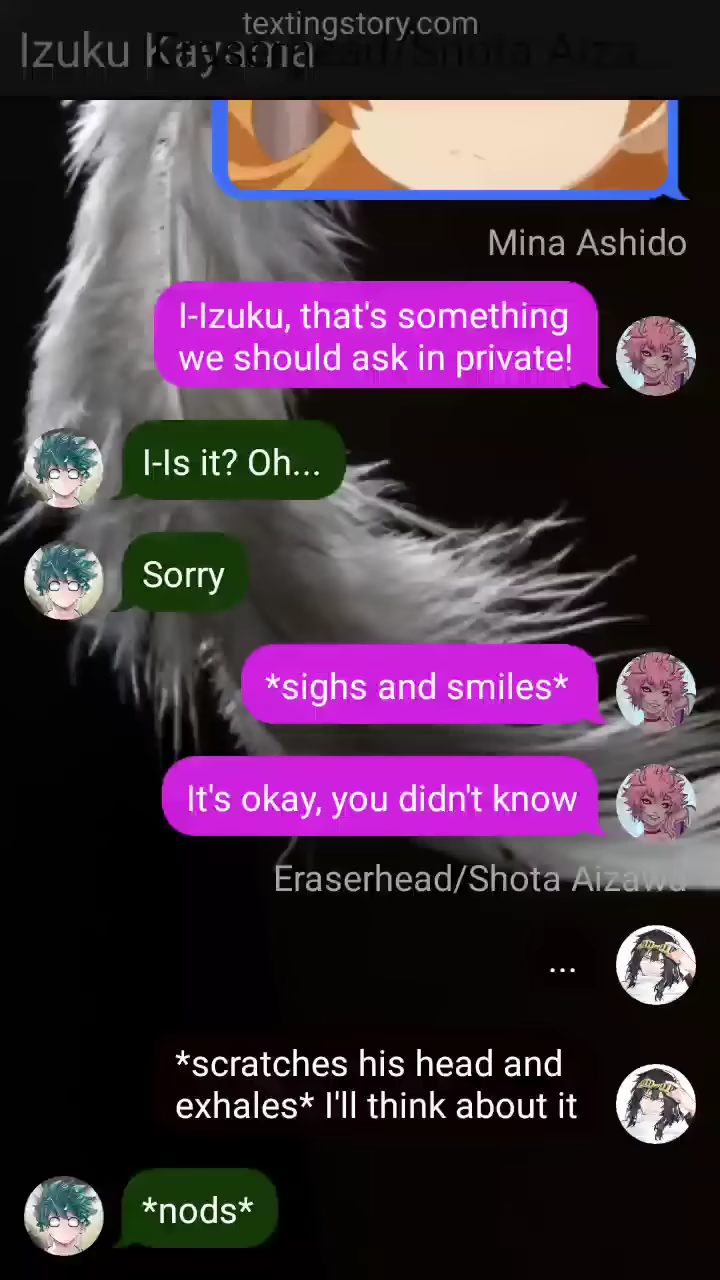 textingstory.com
Izuku Kayama
Eraserhead/Shota Aiza...
Mina Ashido
I-Izuku, that's something
we should ask in private!
I-Is it? Oh...
Sorry
*sighs and smiles*
It's okay, you didn't know
Eraserhead/Shota Aizawa
...
*scratches his head and
exhales* I'll think about it
*nods*